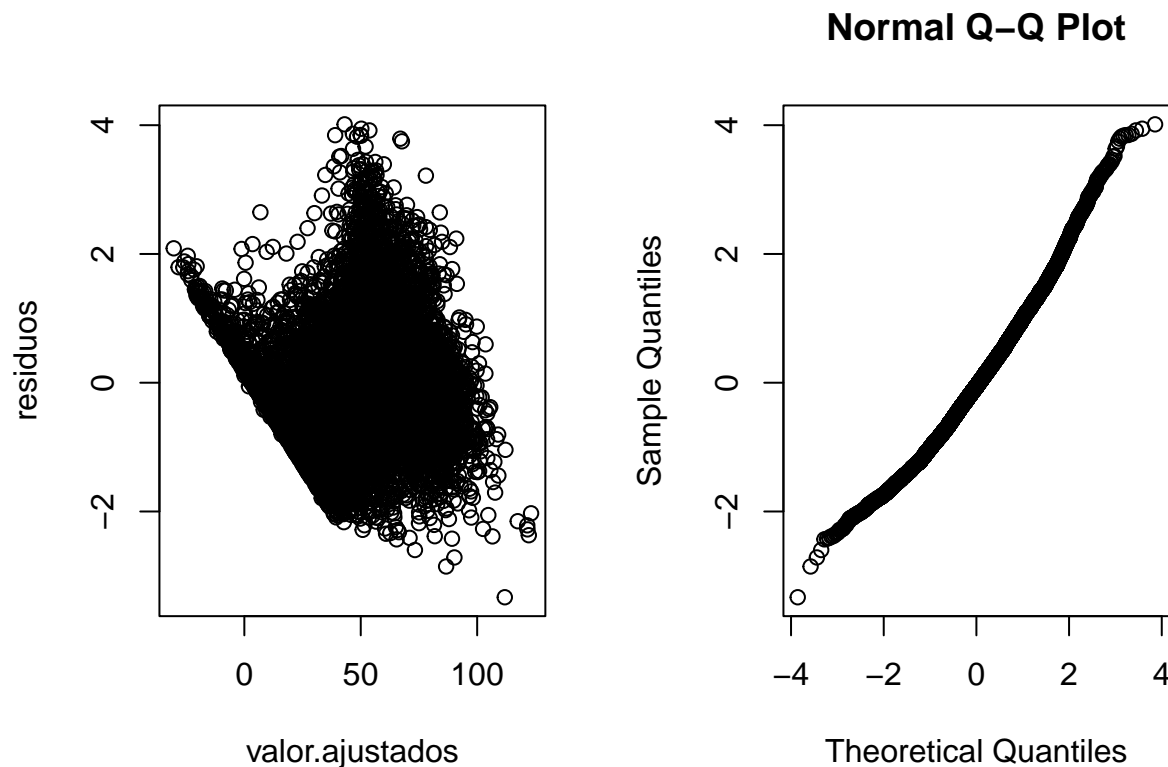 Normal Q−Q Plot
residuos
4
2
0
−2
0 50 100
valor.ajustados
Sample Quantiles
4
2
0
−2
−4 −2 0 2 4
Theoretical Quantiles